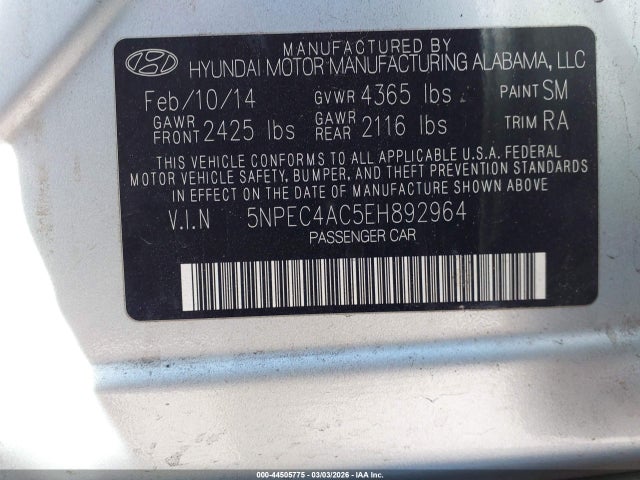 MANUFACTURED BY
HYUNDAI MOTOR MANUFACTURING ALABAMA, LLC
Feb/10/14 GVWR 4365 lbs PAINT SM
GAWR FRONT 2425 lbs GAWR REAR 2116 lbs TRIM RA
THIS VEHICLE CONFORMS TO ALL APPLICABLE U.S.A. FEDERAL
MOTOR VEHICLE SAFETY, BUMPER, AND THEFT PREVENTION STANDARDS
IN EFFECT ON THE DATE OF MANUFACTURE SHOWN ABOVE
V.I.N 5NPEC4AC5EH892964
PASSENGER CAR
000-44505775 - 03/03/2026 - IAA Inc.